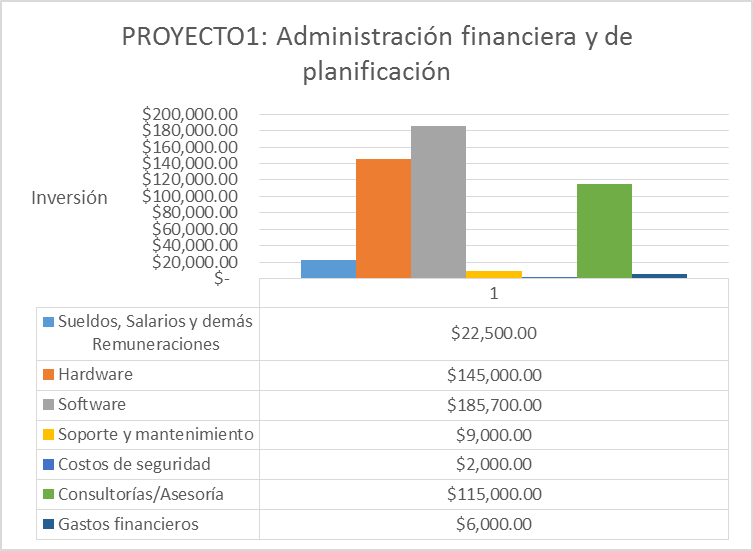 PROYECTO1: Administración financiera y de
planificación
Inversión
$200,000.00
$180,000.00
$160,000.00
$140,000.00
$120,000.00
$100,000.00
$80,000.00
$60,000.00
$40,000.00
$20,000.00
$-
1
Sueldos, Salarios y demás
Remuneraciones
$22,500.00
Hardware $145,000.00
Software $185,700.00
Soporte y mantenimiento $9,000.00
Costos de seguridad $2,000.00
Consultorías/Asesoría $115,000.00
Gastos financieros $6,000.00